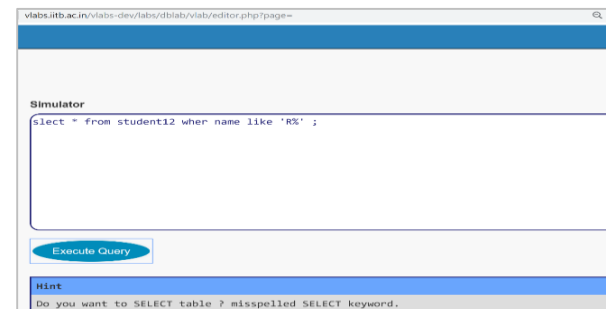 vlabs.iitb.ac.in/vlabs-dev/labs/dblab/vlab/editor.php?page=
Simulator
slect * from student12 wher name like 'R%' ;
Execute Query
Hint
Do you want to SELECT table ? misspelled SELECT keyword.